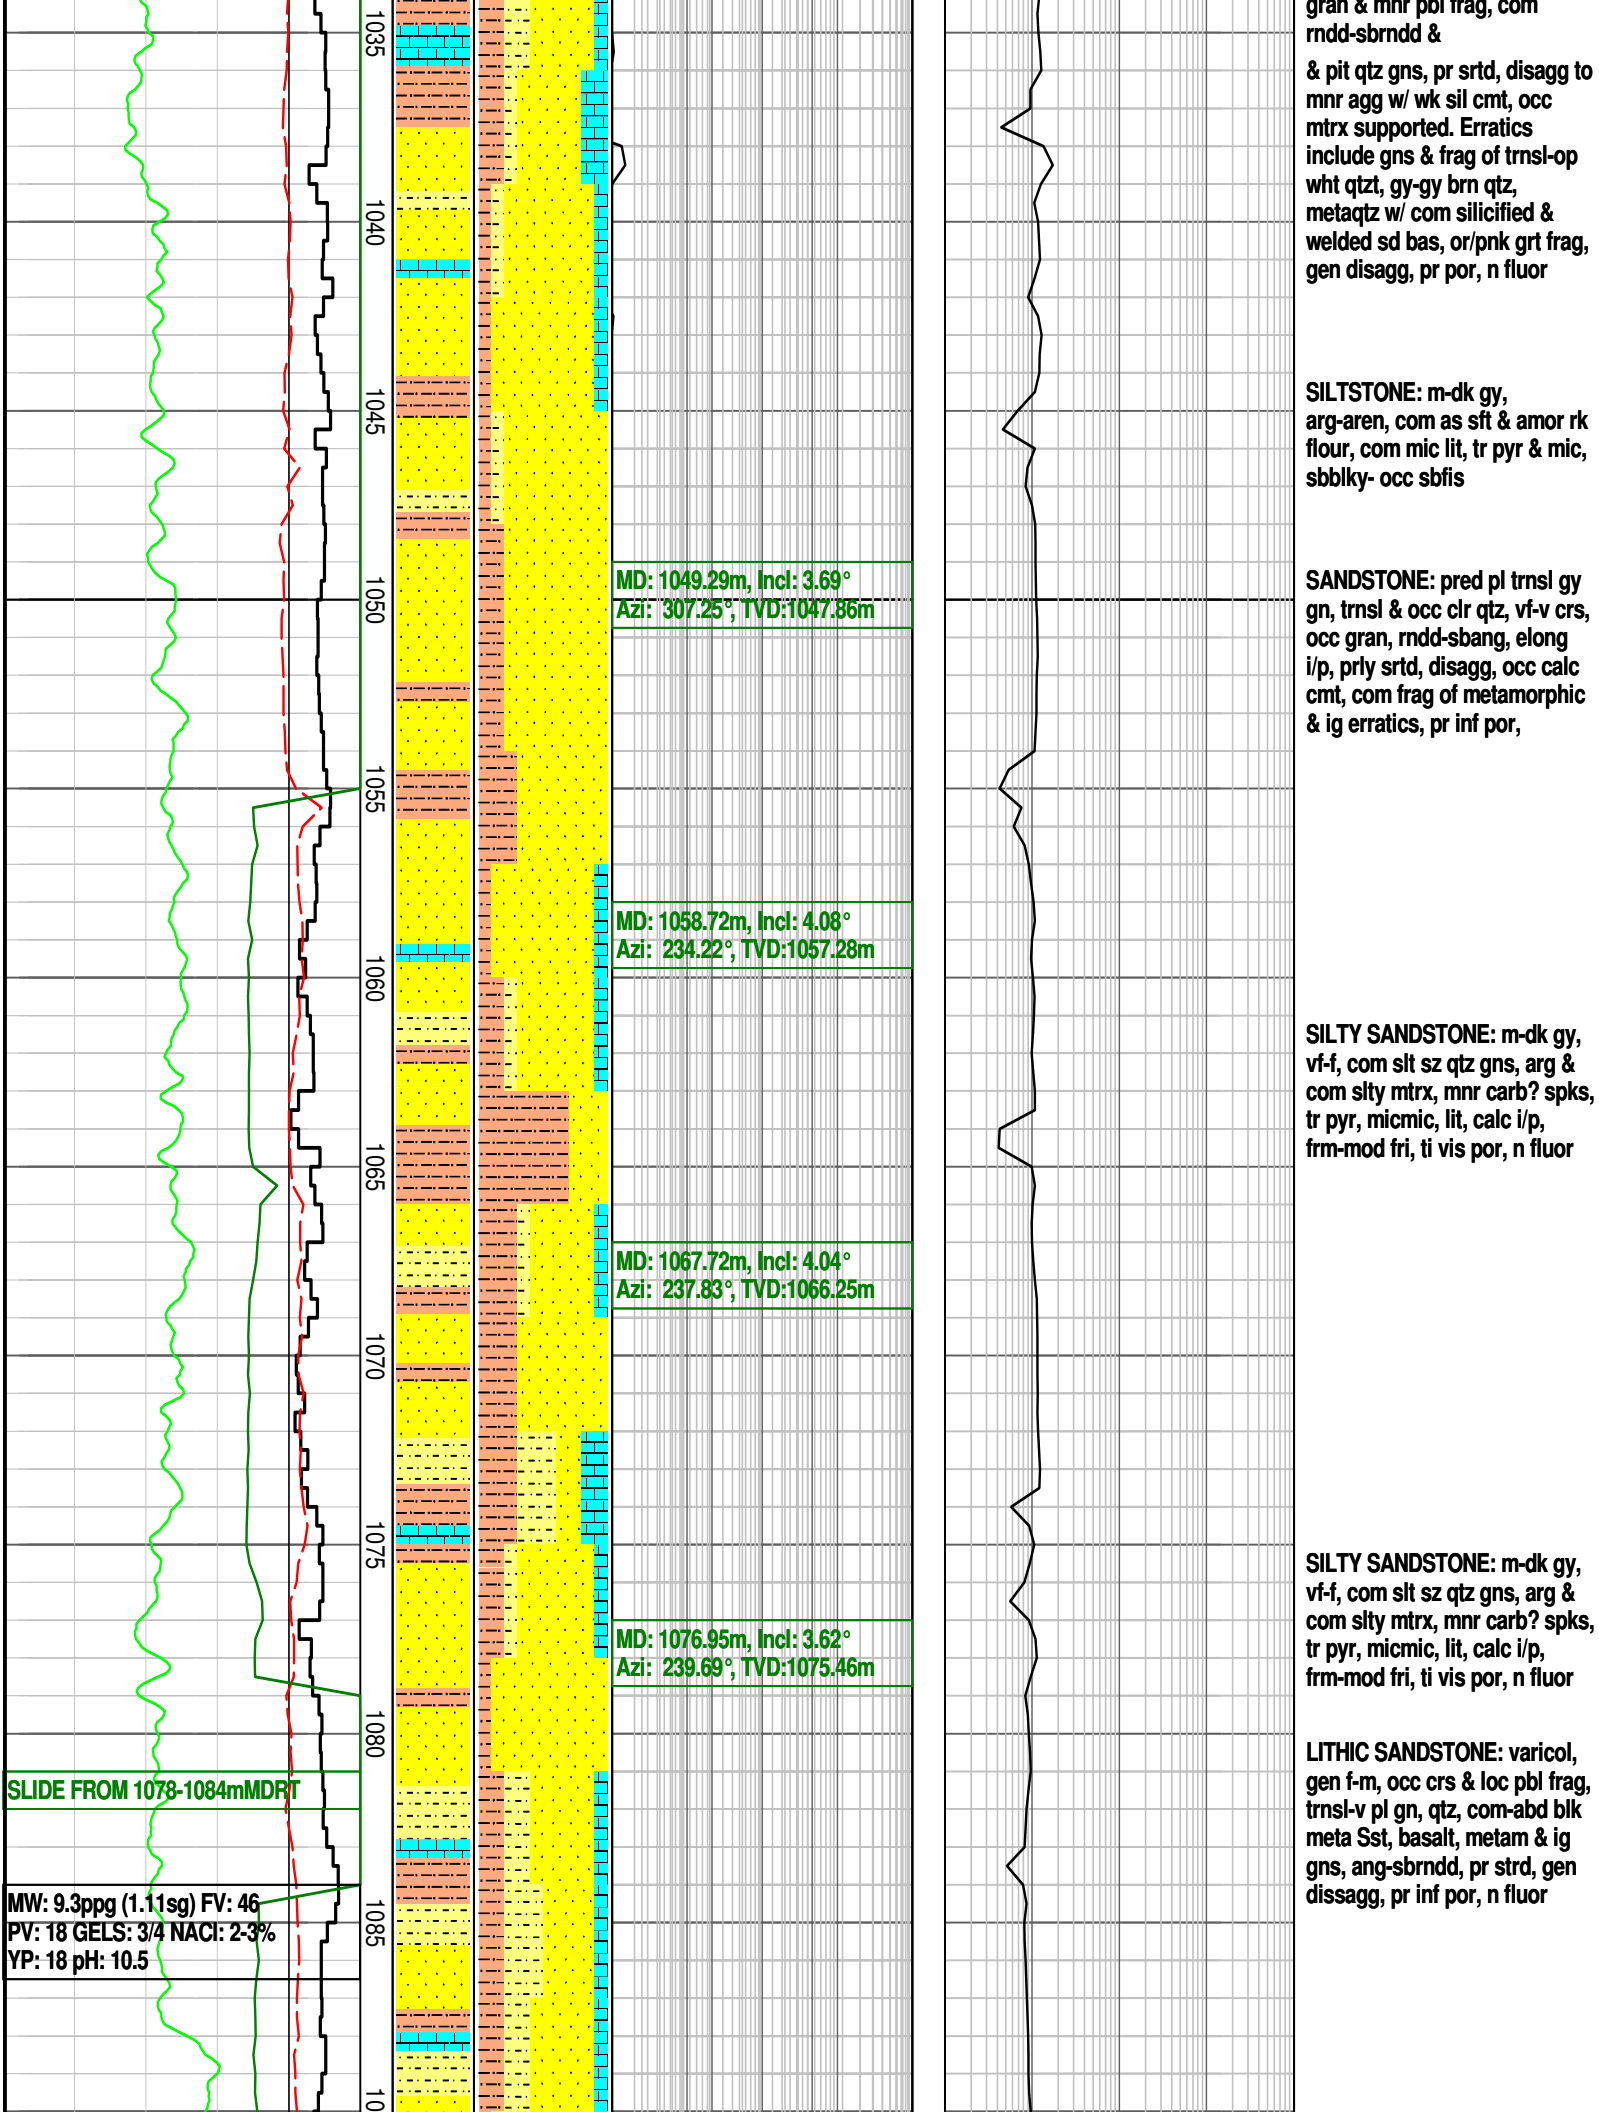 gran & mnr pbl frag, com
rndd-sbrndd &
& pit qtz gns, pr srtd, disagg to
mnr agg w/ wk sil cmt, occ
mtrx supported. Erratics
include gns & frag of trnsl-op
wht qtzt, gy-gy brn qtz,
metaqtz w/ com silicified &
welded sd bas, or/pnk grt frag,
gen disagg, pr por, n fluor
SILTSTONE: m-dk gy,
arg-aren, com as sft & amor rk
flour, com mic lit, tr pyr & mic,
sbblky- occ sbfis
SANDSTONE: pred pl trnsl gy
gn, trnsl & occ clr qtz, vf-v crs,
occ gran, rndd-sbang, elong
i/p, prly srtd, disagg, occ calc
cmt, com frag of metamorphic
& ig erratics, pr inf por,
SILTY SANDSTONE: m-dk gy,
vf-f, com slt sz qtz gns, arg &
com slty mtrx, mnr carb? spks,
tr pyr, micmic, lit, calc i/p,
frm-mod fri, ti vis por, n fluor
SILTY SANDSTONE: m-dk gy,
vf-f, com slt sz qtz gns, arg &
com slty mtrx, mnr carb? spks,
tr pyr, micmic, lit, calc i/p,
frm-mod fri, ti vis por, n fluor
LITHIC SANDSTONE: varicol,
gen f-m, occ crs & loc pbl frag,
trnsl-v pl gn, qtz, com-abd blk
meta Sst, basalt, metam & ig
gns, ang-sbrndd, pr strd, gen
dissagg, pr inf por, n fluor
1035
1040
1045
1050
1055
1060
1065
1070
1075
1080
1085
10
MD: 1049.29m, Incl: 3.69°
Azi: 307.25°, TVD:1047.86m
MD: 1058.72m, Incl: 4.08°
Azi: 234.22°, TVD:1057.28m
MD: 1067.72m, Incl: 4.04°
Azi: 237.83°, TVD:1066.25m
MD: 1076.95m, Incl: 3.62°
Azi: 239.69°, TVD:1075.46m
SLIDE FROM 1078-1084mMDRT
MW: 9.3ppg (1.11sg) FV: 46
PV: 18 GELS: 3/4 NACl: 2-3%
YP: 18 pH: 10.5